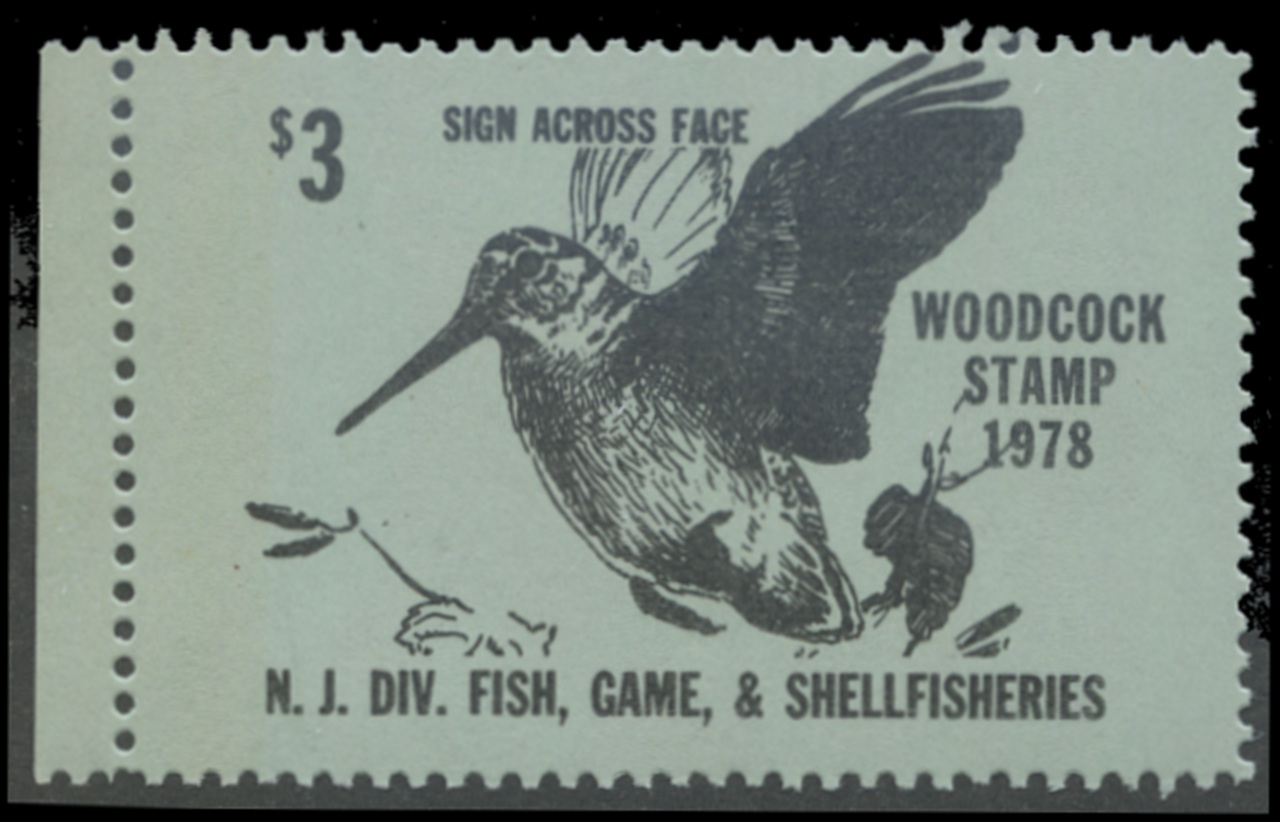 $3
SIGN ACROSS FACE
WOODCOCK
STAMP
1978
N. J. DIV. FISH, GAME, & SHELLFISHERIES